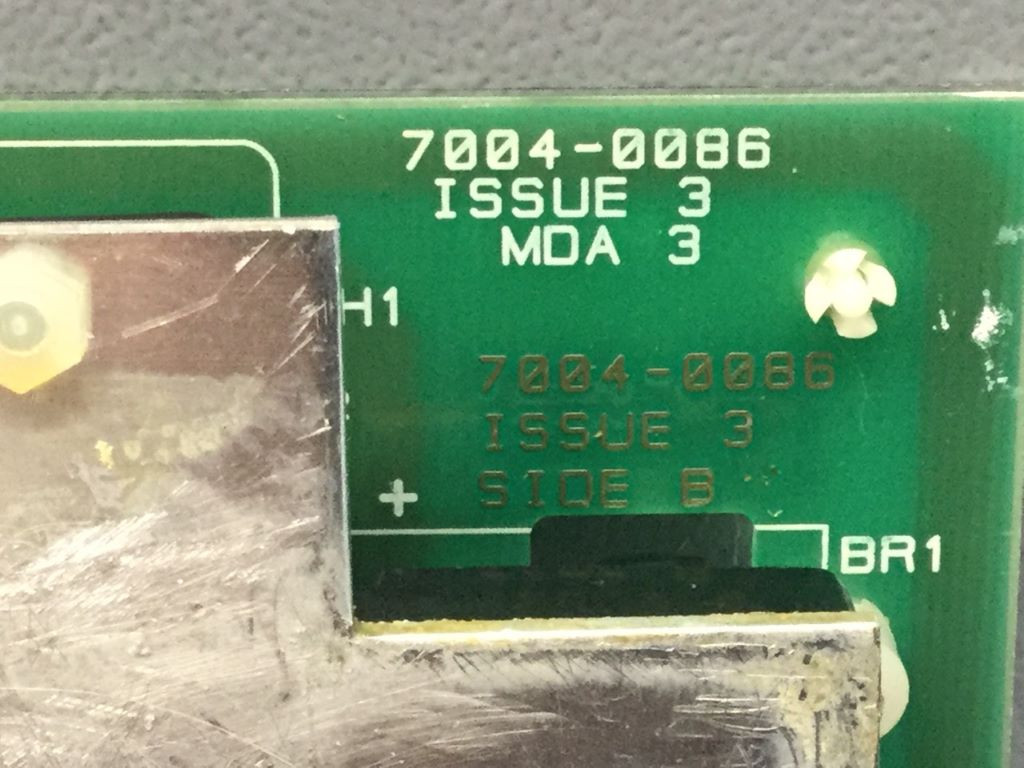 7004-0086
ISSUE 3
MDA 3
H1
7004-0086
ISSUE 3
SIDE B
+
BR1